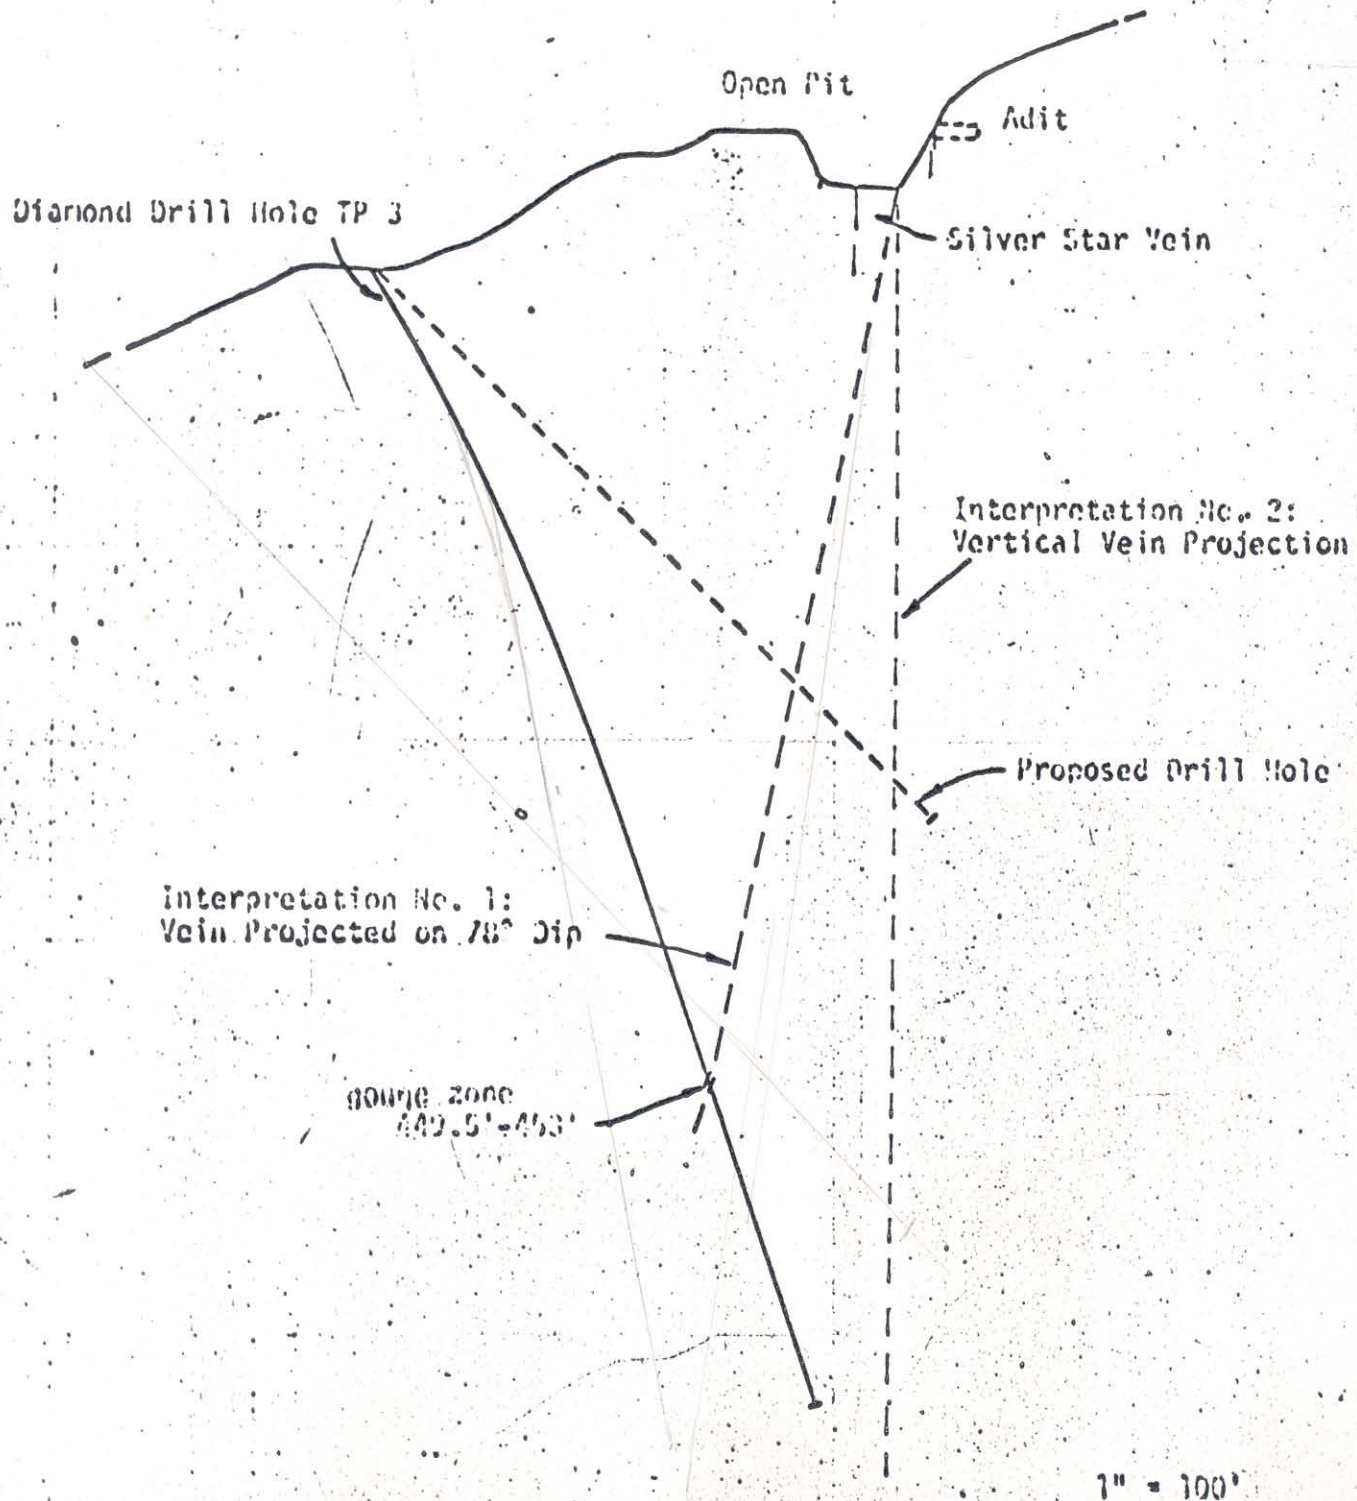 Open Pit
Adit
Diamond Drill Hole TP 3
Silver Star Vein
Interpretation No. 2:
Vertical Vein Projection
Proposed Drill Hole
Interpretation No. 1:
Vein Projected on 78° Dip
gouge zone
1" = 100'